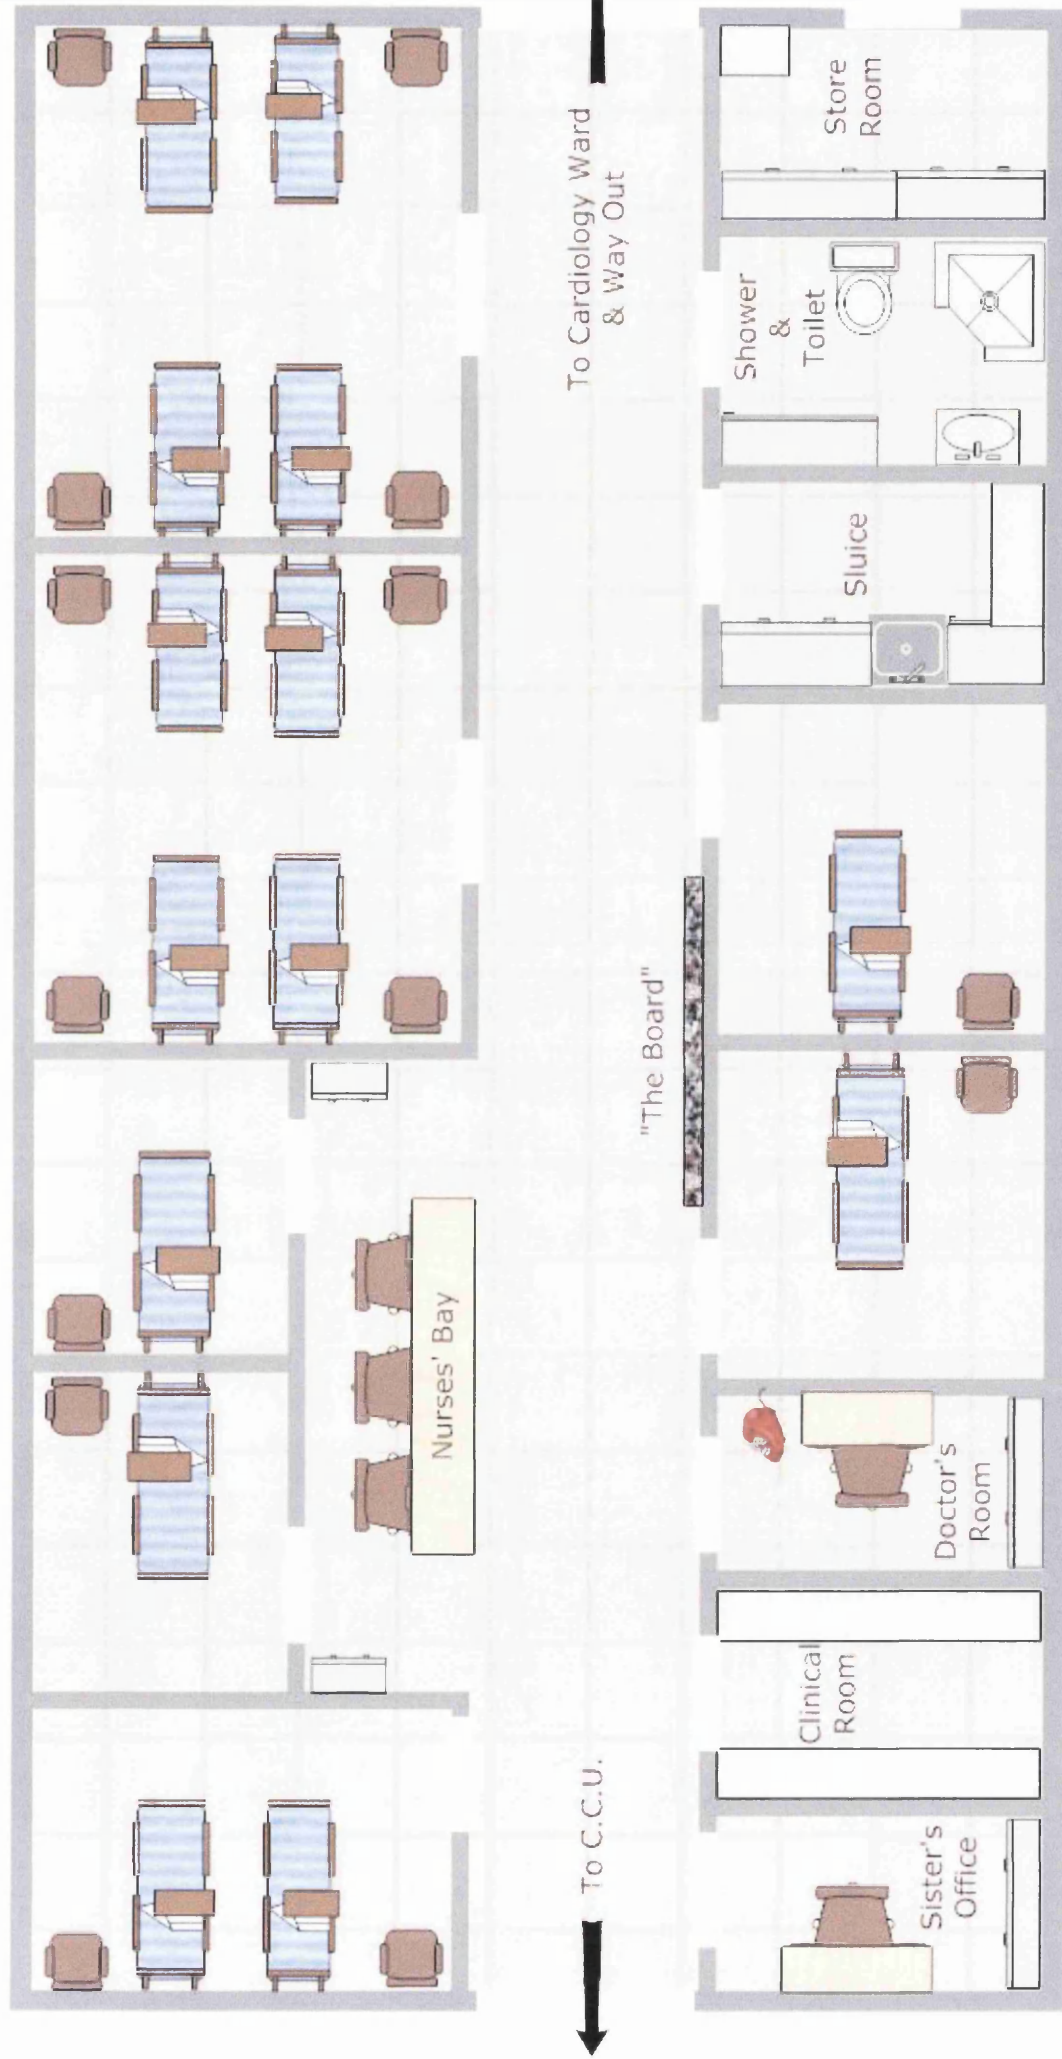 To Cardiology Ward
& Way Out
Store
Room
Shower
&
Toilet
Sluice
"The Board"
Nurses' Bay
Doctor's
Room
Clinical
Room
To C.C.U.
Sister's
Office